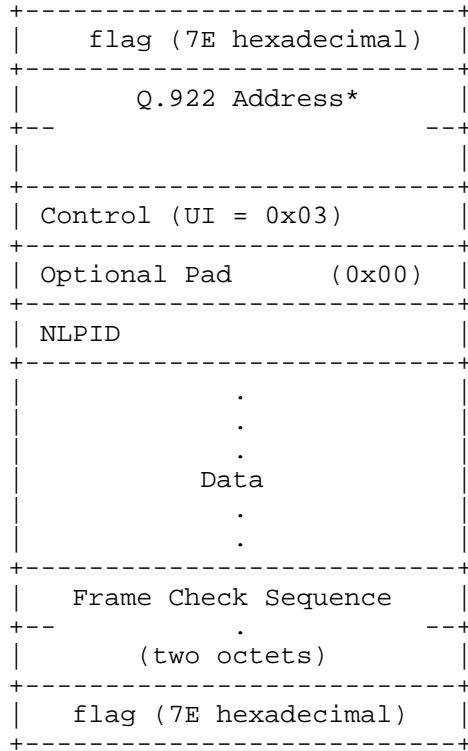 flag (7E hexadecimal)
Q.922 Address*
Control (UI = 0x03)
Optional Pad (0x00)
NLPID
.
.
.
Data
.
.
Frame Check Sequence
.
(two octets)
flag (7E hexadecimal)